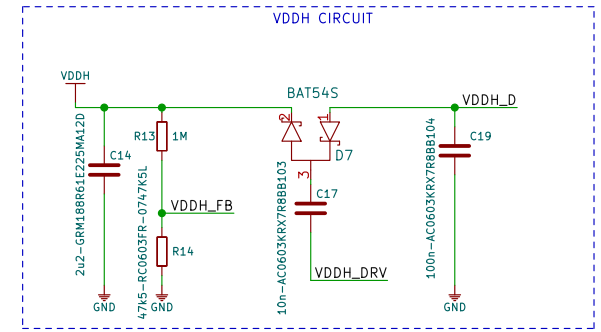 VDDH CIRCUIT
VDDH
BAT54S
VDDH_D
2u2-GRM188R61E225MA12D
C14
R13
1M
2
1
D7
3
C19
100n-AC0603KRX7R8BB104
47k5-RC0603FR-0747K5L
VDDH_FB
R14
10n-AC0603KRX7R8BB103
C17
VDDH_DRV
GND
GND
GND